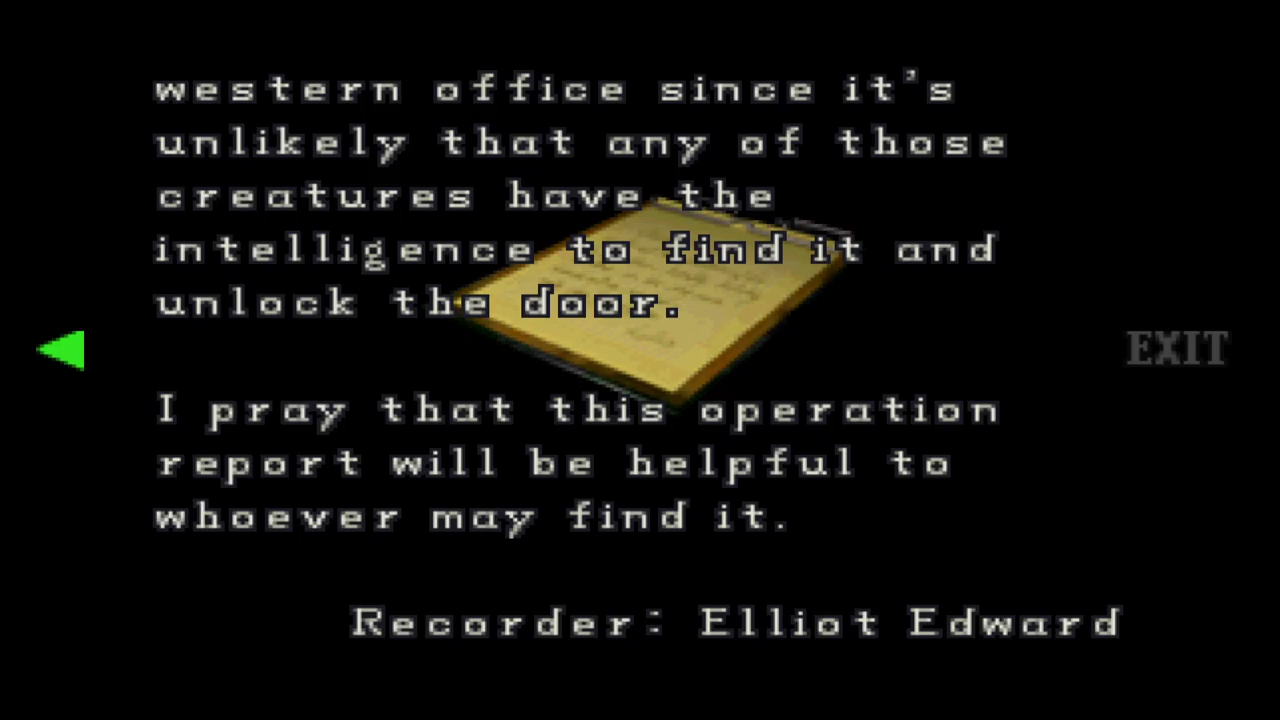 western office since it's
unlikely that any of those
creatures have the
intelligence to find it and
unlock the door.
EXIT
I pray that this operation
report will be helpful to
whoever may find it.
Recorder: Elliot Edward